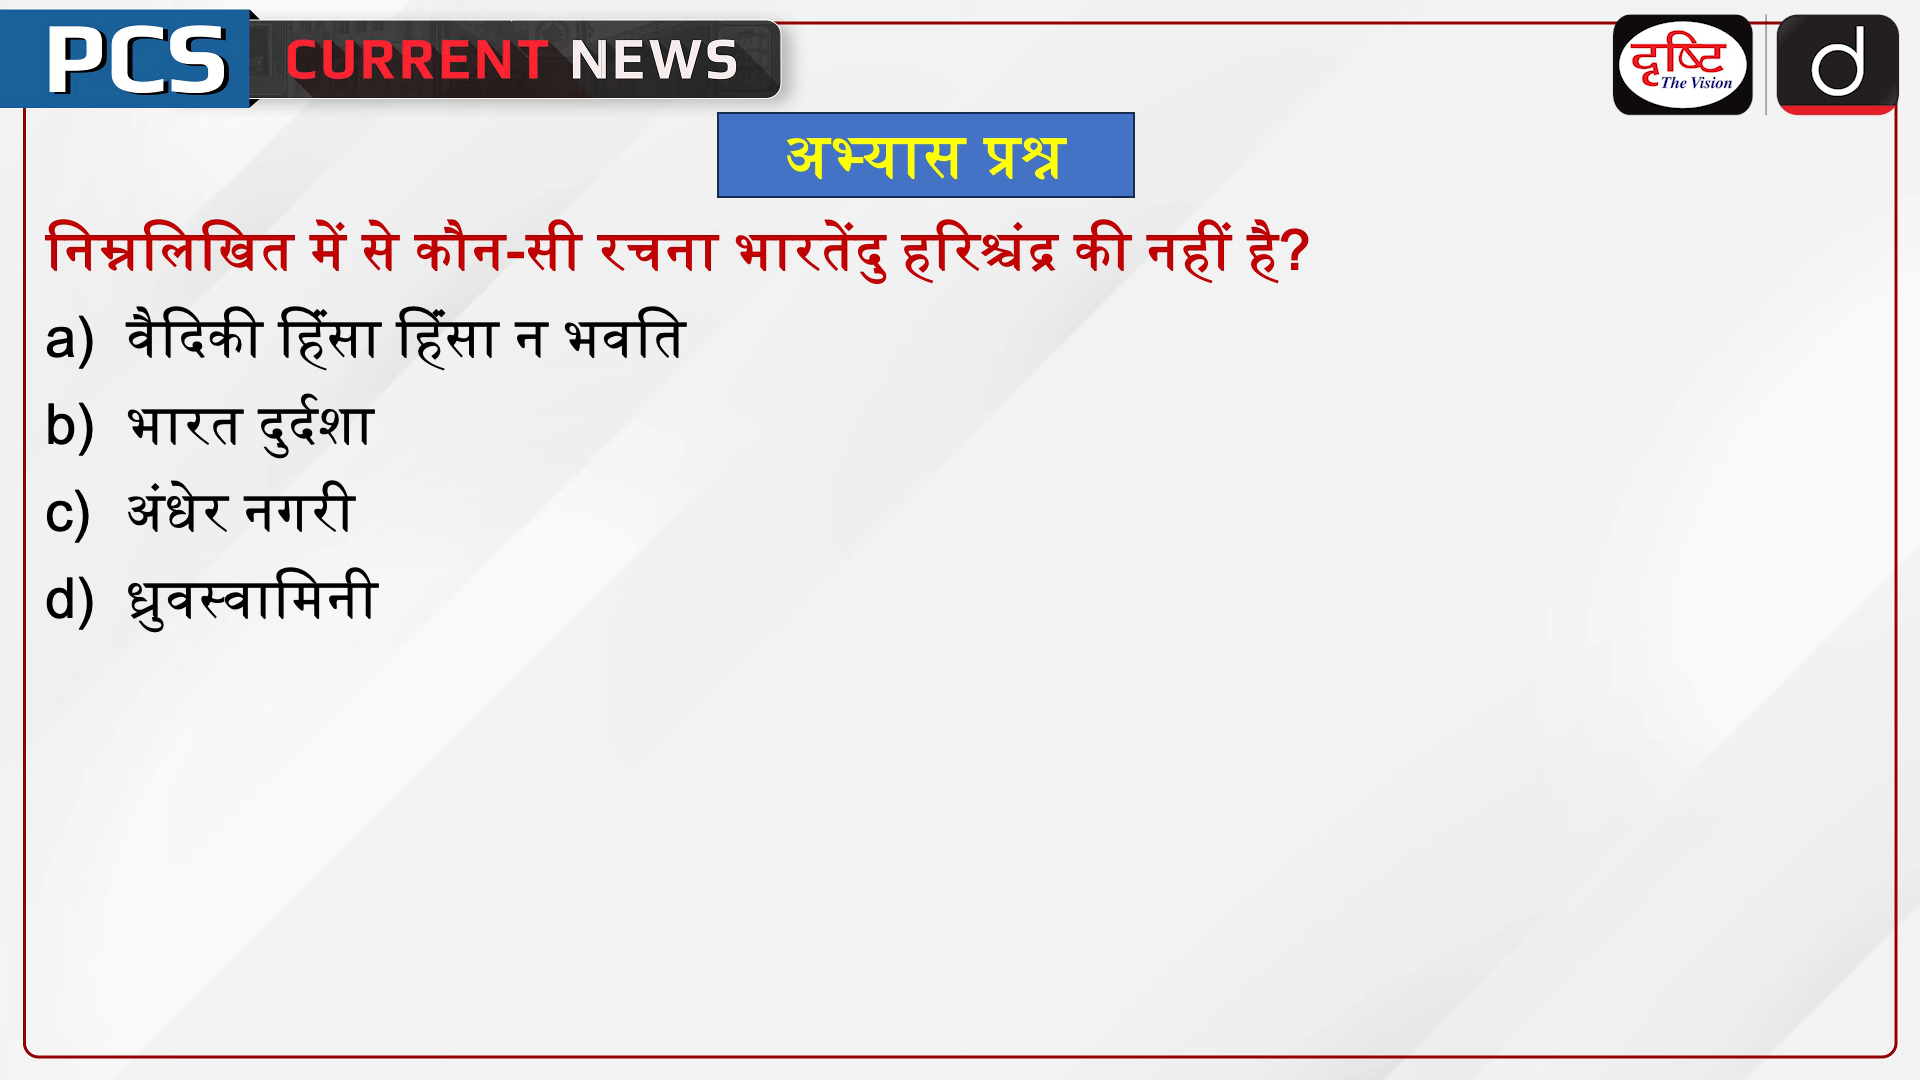 PCS CURRENT NEWS
दृष्टि
The Vision
d
अभ्यास प्रश्न
निम्नलिखित में से कौन-सी रचना भारतेंदु हरिश्चंद्र की नहीं है?
a) वैदिकी हिंसा हिंसा न भवति
b) भारत दुर्दशा
c) अंधेर नगरी
d) ध्रुवस्वामिनी